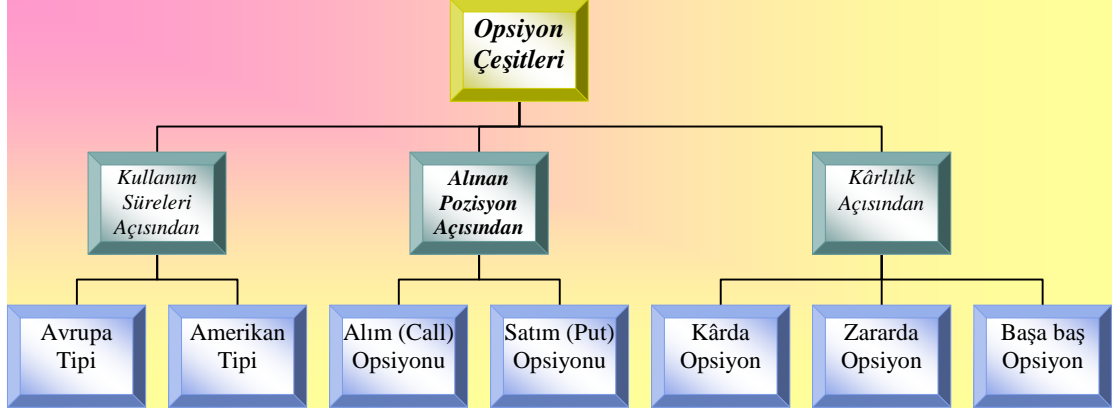 Opsiyon
Çeşitleri
Kullanım
Süreleri
Açısından
Alınan
Pozisyon
Açısından
Kârlılık
Açısından
Avrupa
Tipi
Amerikan
Tipi
Alım (Call)
Opsiyonu
Satım (Put)
Opsiyonu
Kârda
Opsiyon
Zararda
Opsiyon
Başa baş
Opsiyon